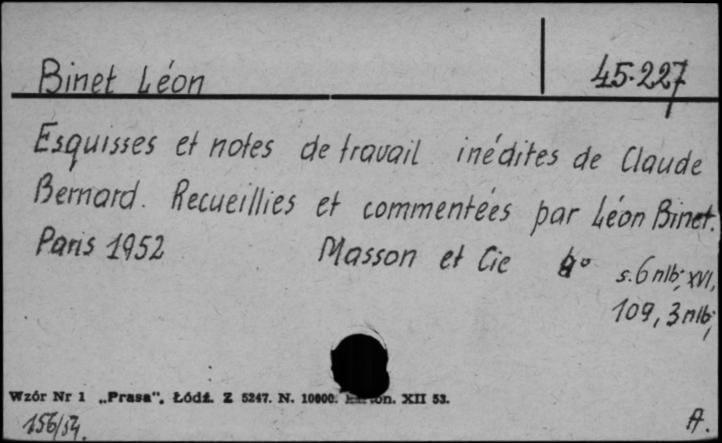 Binet Léon 45.227
Esquisses et notes de travail inédites de Claude
Bernard. Recueillies et commentées par Léon Binet.
Paris 1952 Masson et Cie 4° s. 6 nlb; XVI,
109, 3 nlb;
Wzór Nr 1 „Prasa", Łódź. Z 5247. N. 10000. XII 53.
156/54.
A.